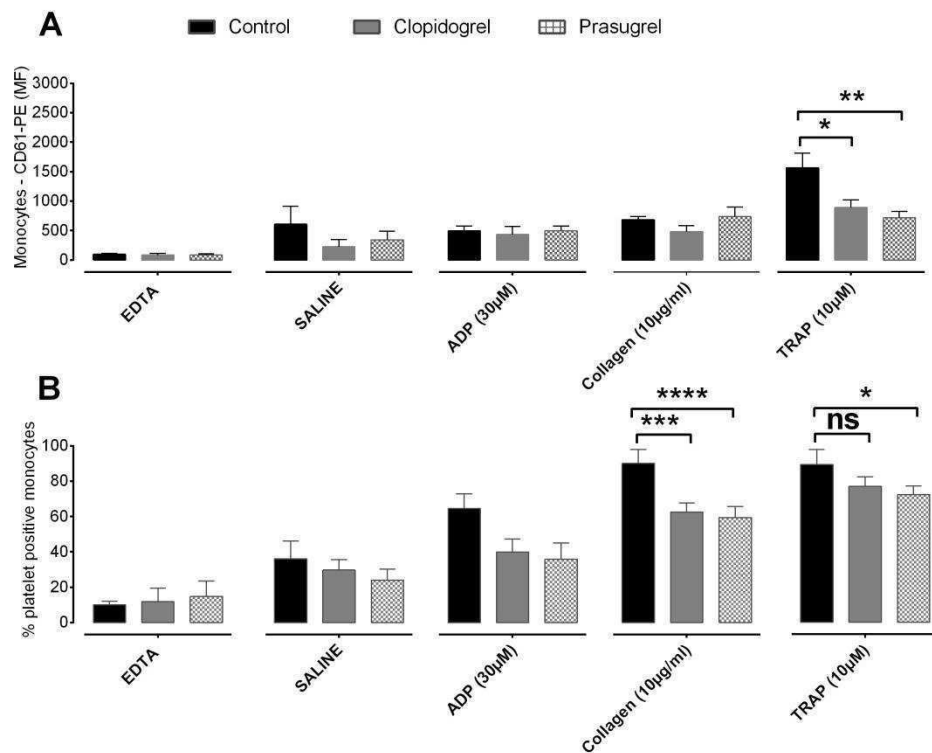 A
Control Clopidogrel Prasugrel
Monocytes - CD61-PE (MF)
3000
2500
2000
1500
1000
500
0
**
*
EDTA
SALINE
ADP (30µM)
Collagen (10µg/ml)
TRAP (10µM)
B
% platelet positive monocytes
100
80
60
40
20
0
****
***
*
ns
EDTA
SALINE
ADP (30µM)
Collagen (10µg/ml)
TRAP (10µM)